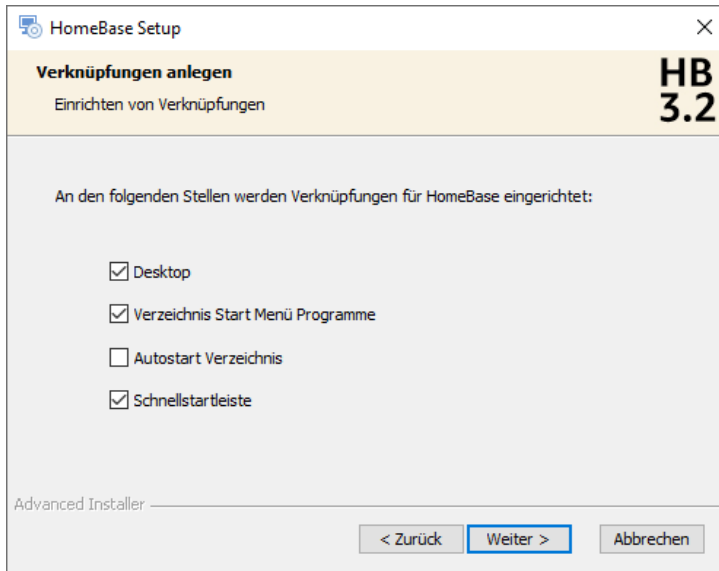 HomeBase Setup
Verknüpfungen anlegen
Einrichten von Verknüpfungen
HB
3.2
An den folgenden Stellen werden Verknüpfungen für HomeBase eingerichtet:
Desktop
Verzeichnis Start Menü Programme
Autostart Verzeichnis
Schnellstartleiste
Advanced Installer
< Zurück
Weiter >
Abbrechen